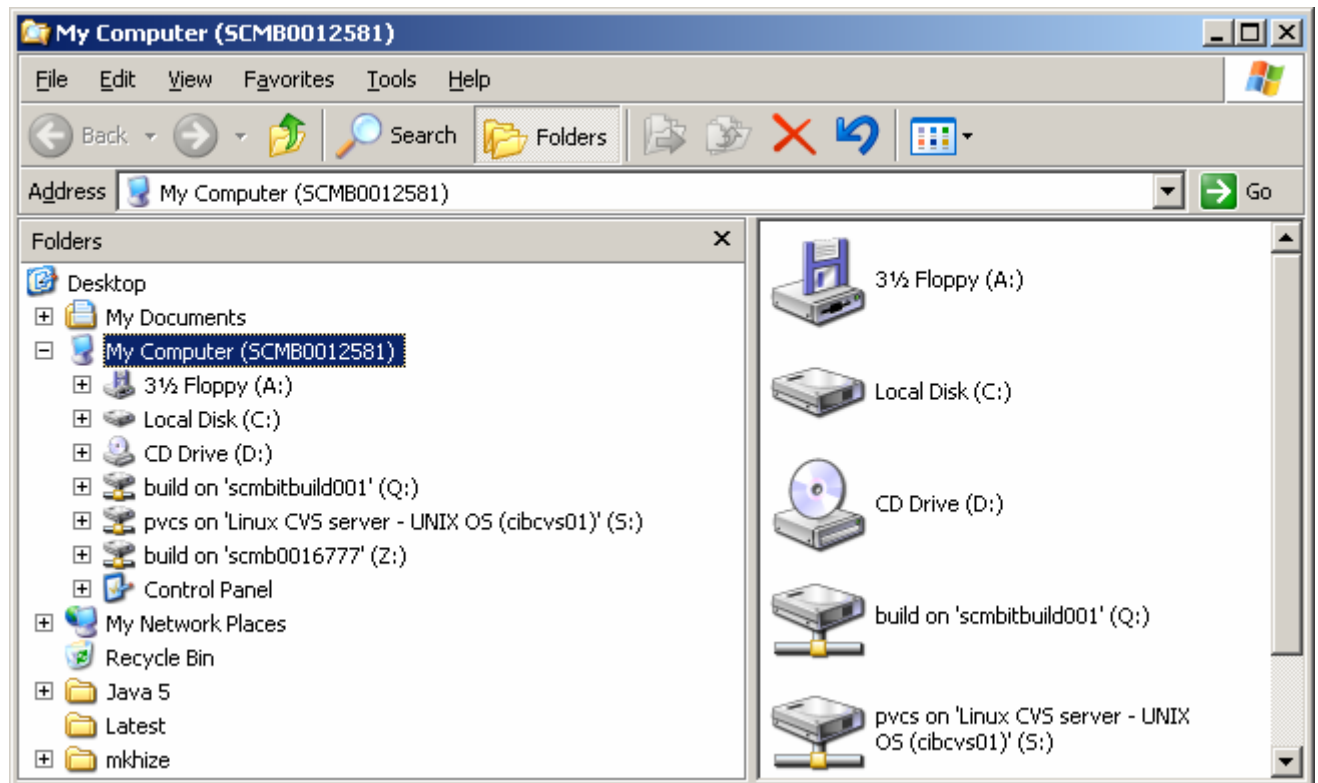 My Computer (SCMB0012581)
File Edit View Favorites Tools Help
Back Search Folders
Address My Computer (SCMB0012581) Go
Folders
Desktop
My Documents
My Computer (SCMB0012581)
3½ Floppy (A:)
Local Disk (C:)
CD Drive (D:)
build on 'scmbitbuild001' (Q:)
pvcs on 'Linux CVS server - UNIX OS (cibcvs01)' (S:)
build on 'scmb0016777' (Z:)
Control Panel
My Network Places
Recycle Bin
Java 5
Latest
mkhize
3½ Floppy (A:)
Local Disk (C:)
CD Drive (D:)
build on 'scmbitbuild001' (Q:)
pvcs on 'Linux CVS server - UNIX
OS (cibcvs01)' (S:)